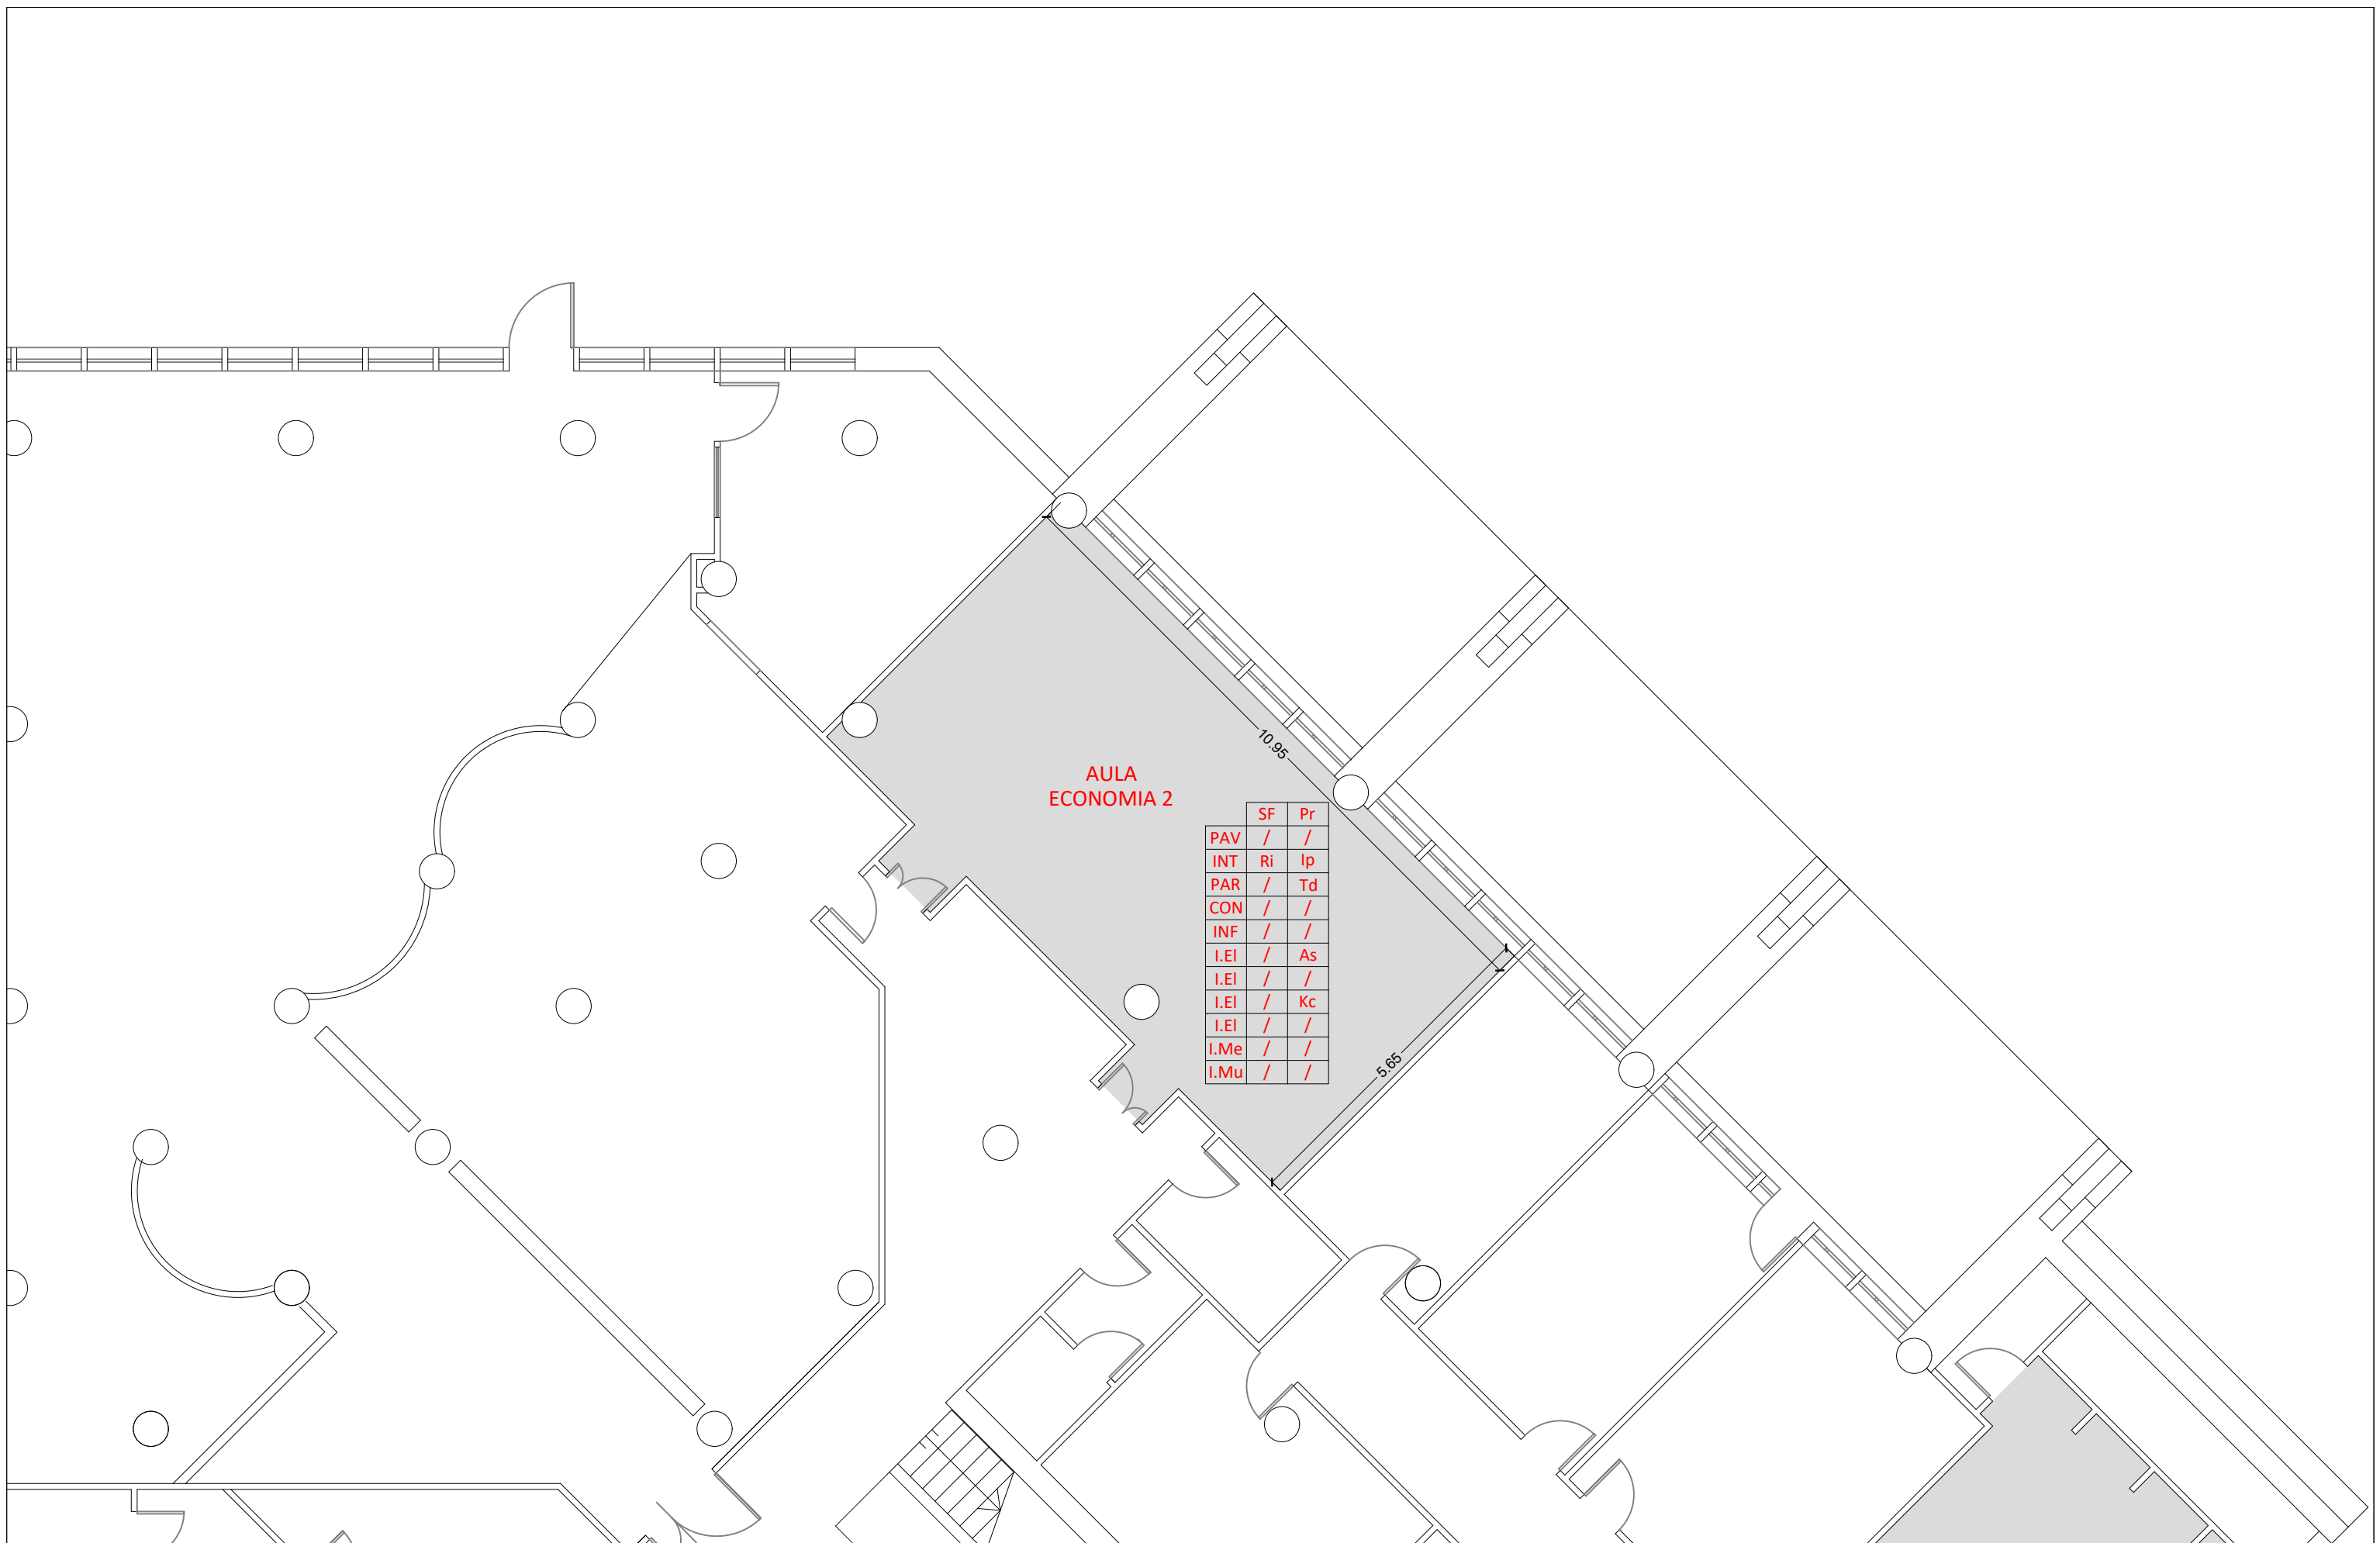 10.95
AULA
ECONOMIA 2
SF Pr
PAV / /
INT Ri Ip
PAR / Td
CON / /
INF / /
I.El / As
I.El / /
I.El / Kc
I.El / /
I.Me / /
I.Mu / /
5.65